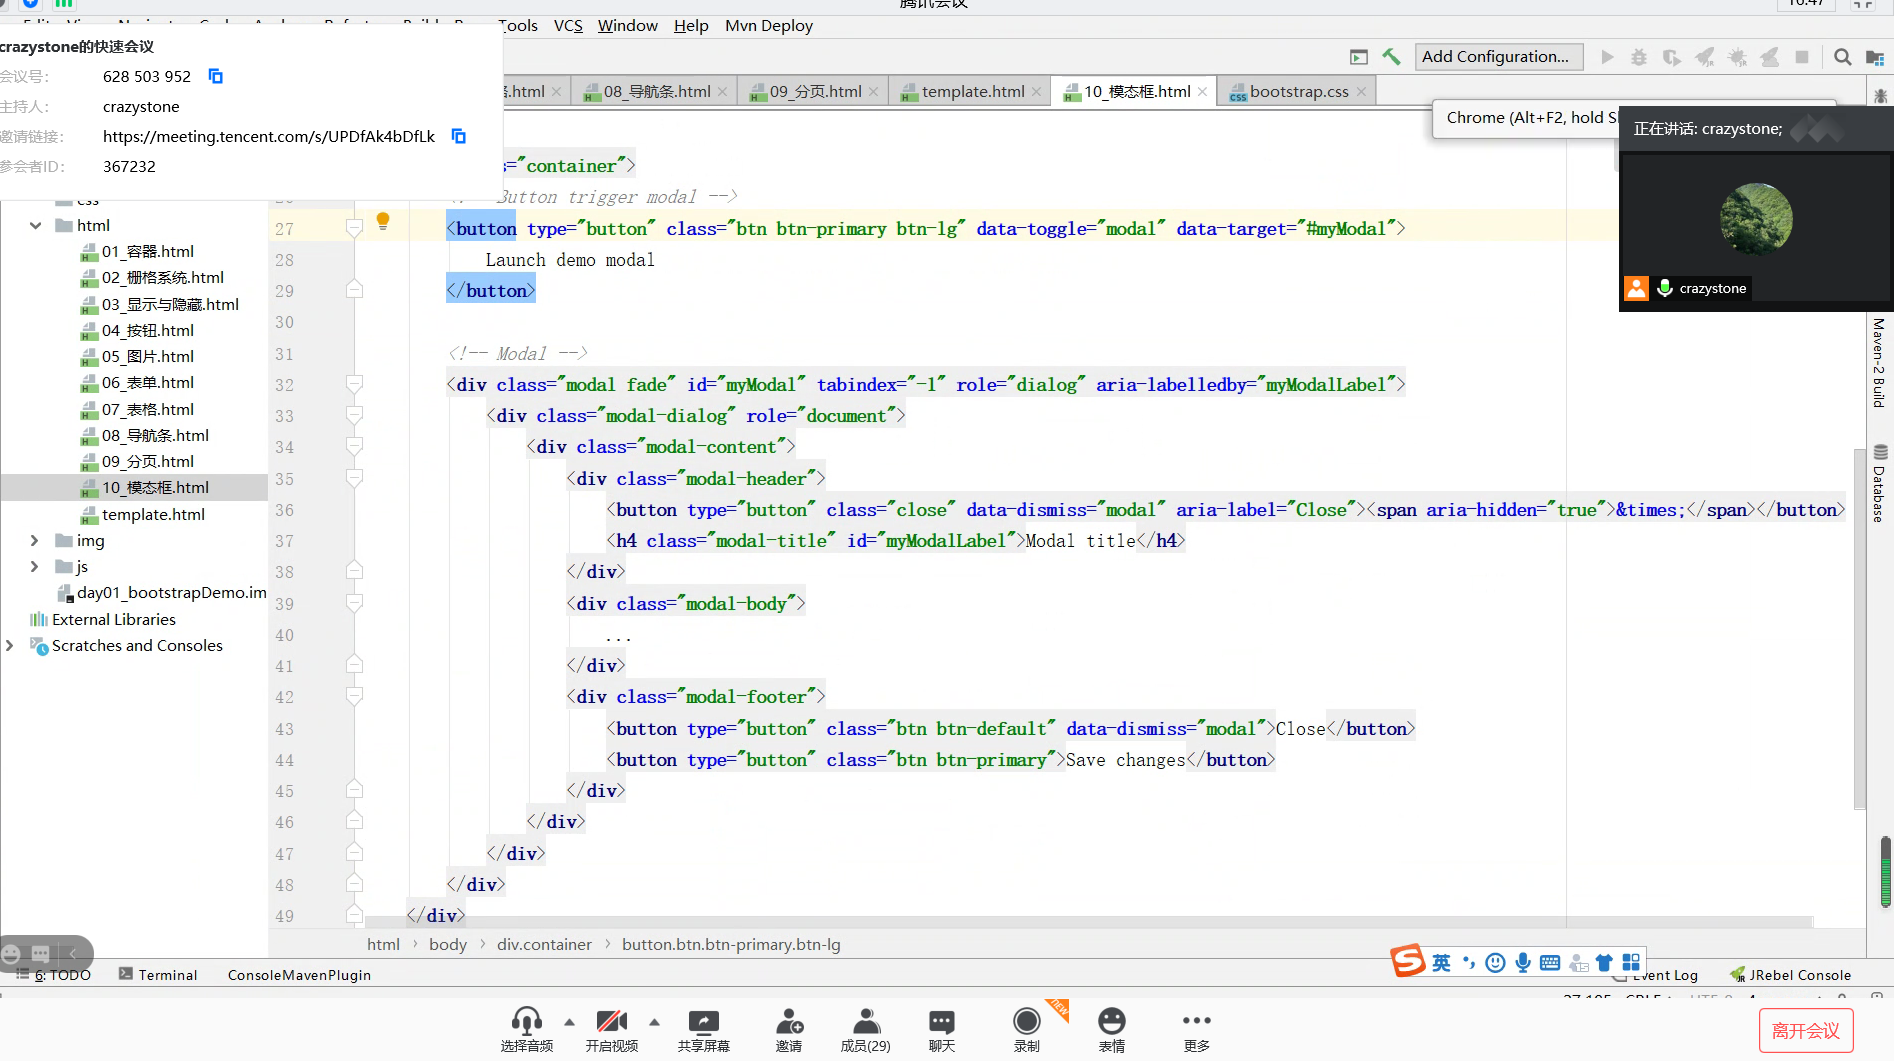 腾讯会议
16:47
Tools VCS Window Help Mvn Deploy
crazystone的快速会议
会议号: 628 503 952
主持人: crazystone
邀请链接: https://meeting.tencent.com/s/UPDfAk4bDfLk
参会者ID: 367232
Add Configuration...
.html 08_导航条.html 09_分页.html template.html 10_模态框.html bootstrap.css
Chrome (Alt+F2, hold S
正在讲话: crazystone;
crazystone
css
html
01_容器.html
02_栅格系统.html
03_显示与隐藏.html
04_按钮.html
05_图片.html
06_表单.html
07_表格.html
08_导航条.html
09_分页.html
10_模态框.html
template.html
img
js
day01_bootstrapDemo.im
External Libraries
Scratches and Consoles
="container">
Button trigger modal -->
27 <button type="button" class="btn btn-primary btn-lg" data-toggle="modal" data-target="#myModal">
28 Launch demo modal
29 </button>
30
31 <!-- Modal -->
32 <div class="modal fade" id="myModal" tabindex="-1" role="dialog" aria-labelledby="myModalLabel">
33 <div class="modal-dialog" role="document">
34 <div class="modal-content">
35 <div class="modal-header">
36 <button type="button" class="close" data-dismiss="modal" aria-label="Close"><span aria-hidden="true">&times;</span></button>
37 <h4 class="modal-title" id="myModalLabel">Modal title</h4>
38 </div>
39 <div class="modal-body">
40 ...
41 </div>
42 <div class="modal-footer">
43 <button type="button" class="btn btn-default" data-dismiss="modal">Close</button>
44 <button type="button" class="btn btn-primary">Save changes</button>
45 </div>
46 </div>
47 </div>
48 </div>
49 </div>
Maven-2 Build
Database
html › body › div.container › button.btn.btn-primary.btn-lg
6: TODO Terminal ConsoleMavenPlugin
英
Event Log JRebel Console
选择音频 开启视频 共享屏幕 邀请 成员(29) 聊天 录制 表情 更多
NEW
离开会议